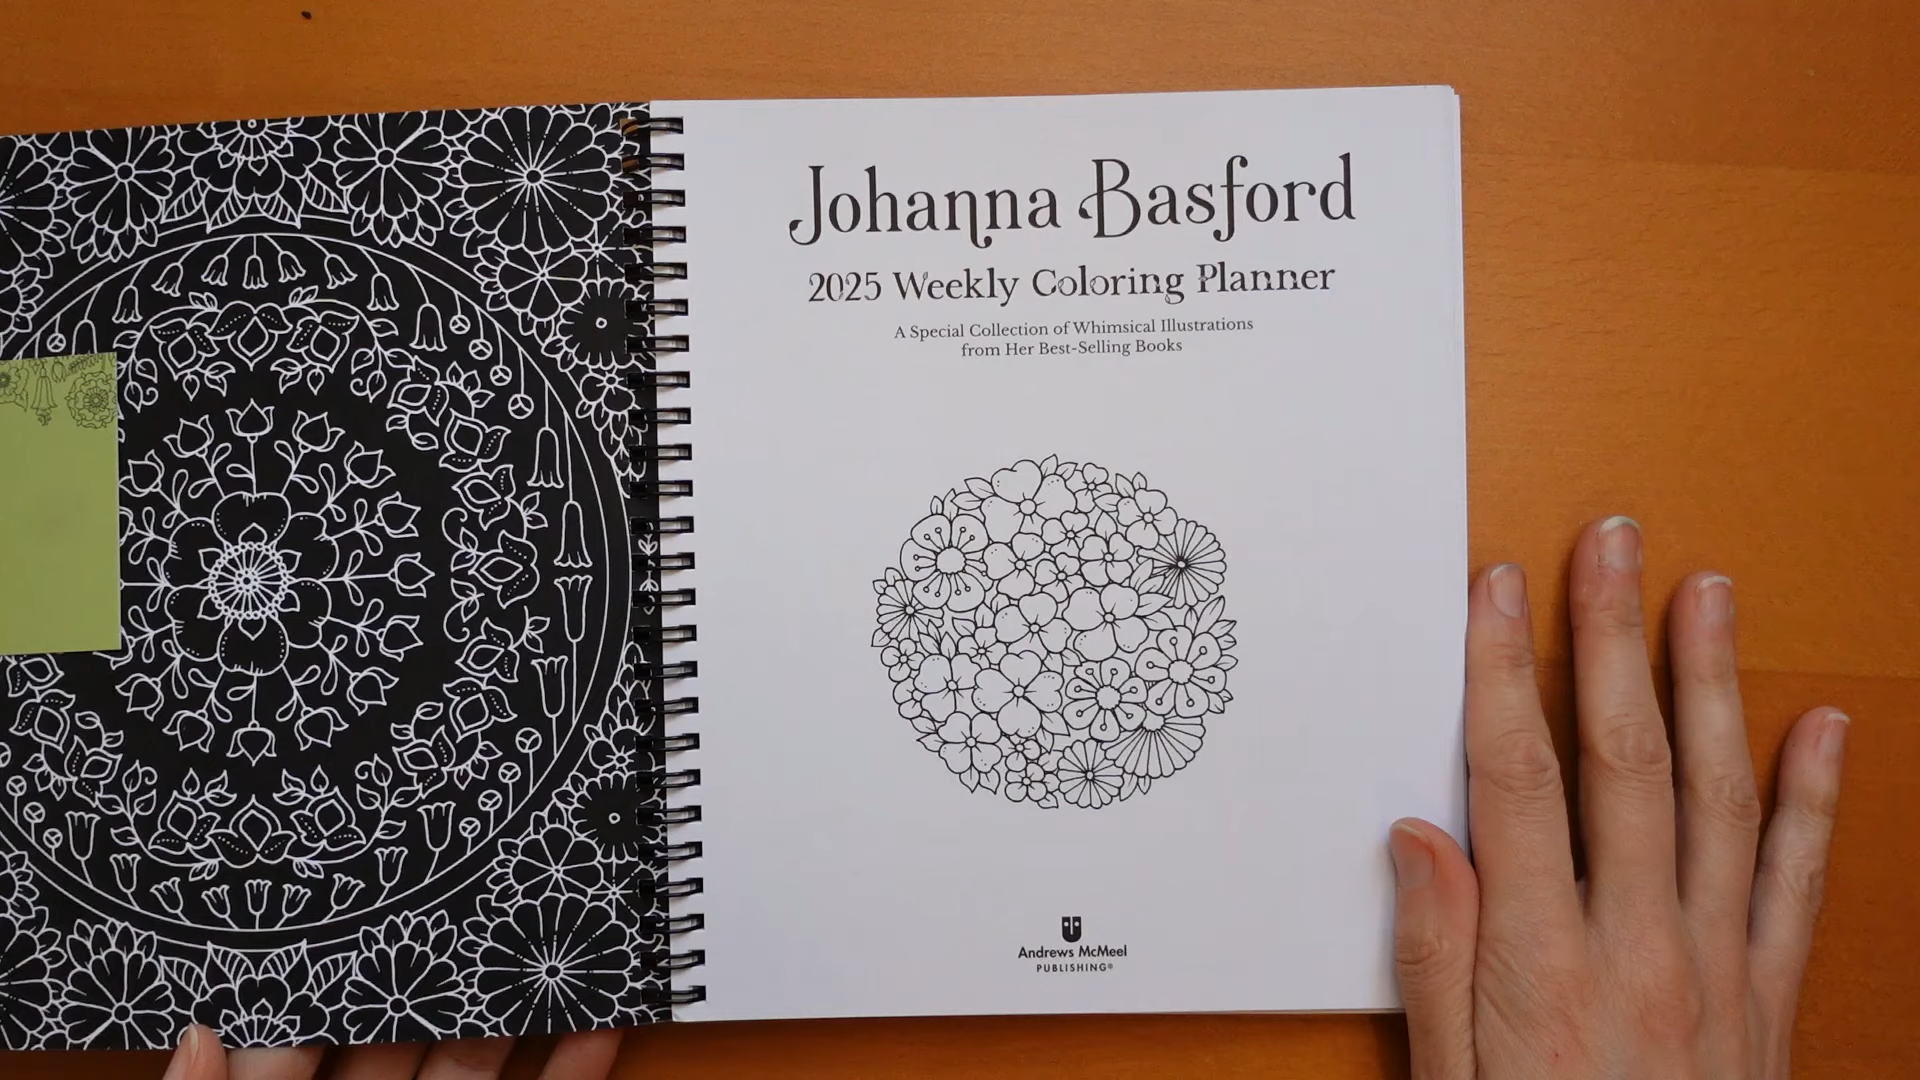 Johanna Basford
2025 Weekly Coloring Planner
A Special Collection of Whimsical Illustrations
from Her Best-Selling Books
Andrews McMeel
PUBLISHING®